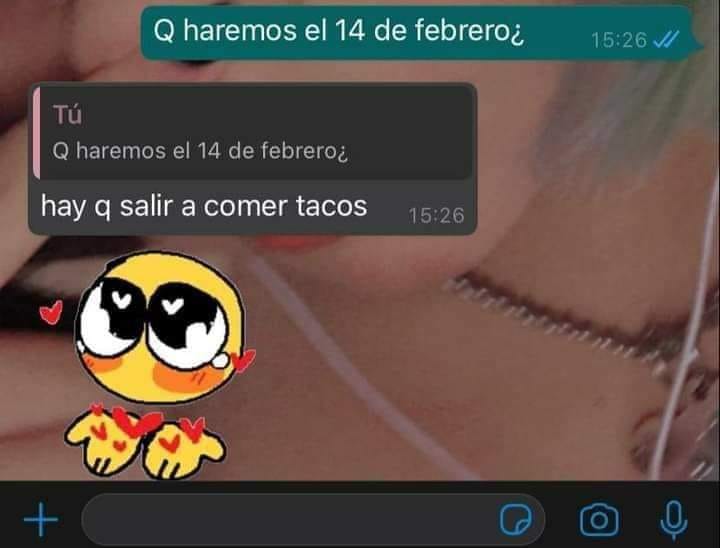 Q haremos el 14 de febrero¿
15:26
Tú
Q haremos el 14 de febrero¿
hay q salir a comer tacos
15:26